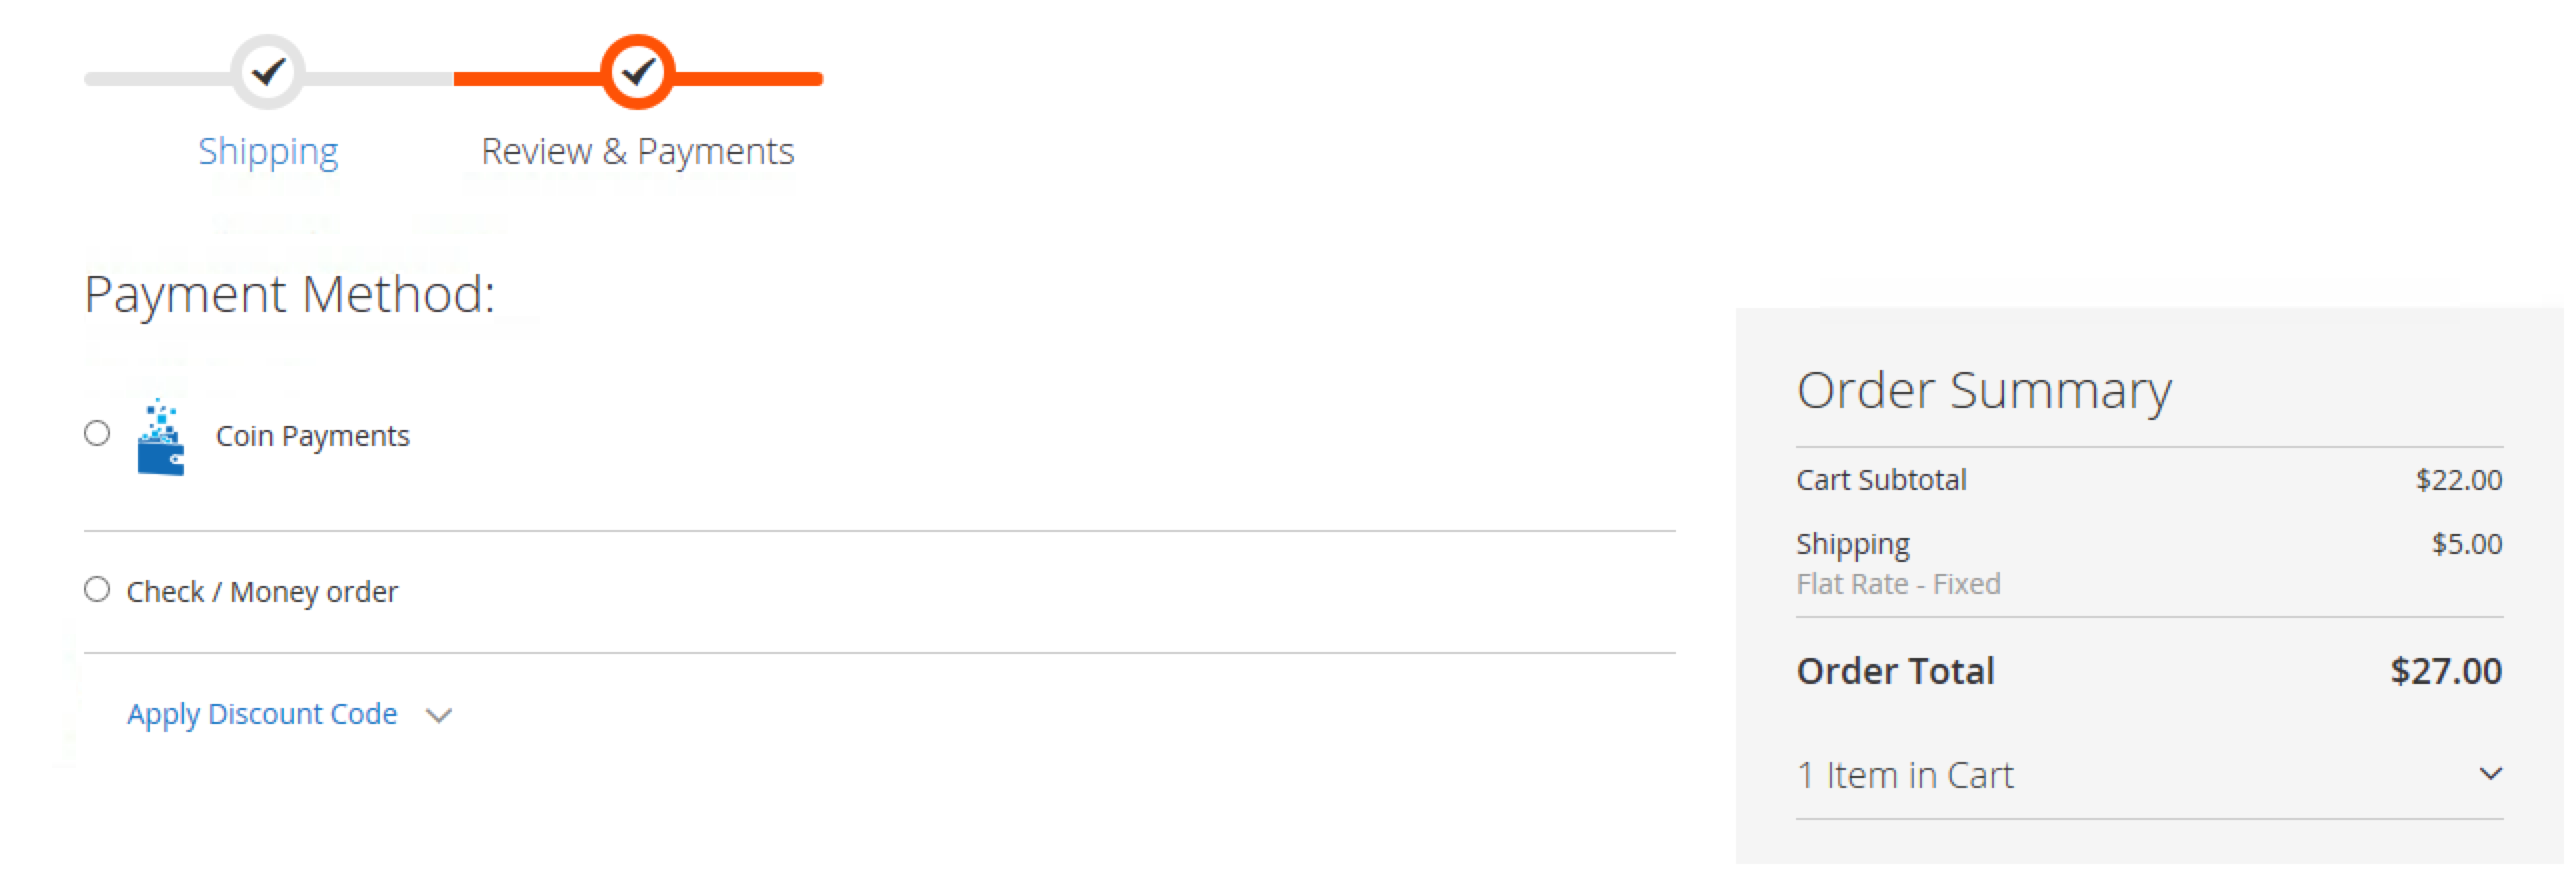 Shipping
Review & Payments
Payment Method:
Coin Payments
Check / Money order
Apply Discount Code
Order Summary
Cart Subtotal $22.00
Shipping $5.00
Flat Rate - Fixed
Order Total $27.00
1 Item in Cart